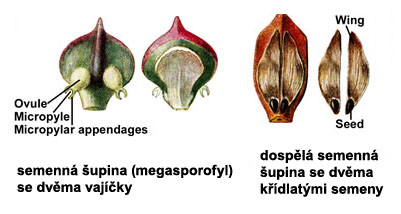 Wing
Ovule
Micropyle
Micropylar appendages
Seed
semenná šupina (megasporofyl)
se dvěma vajíčky
dospělá semenná
šupina se dvěma
křídlatými semeny